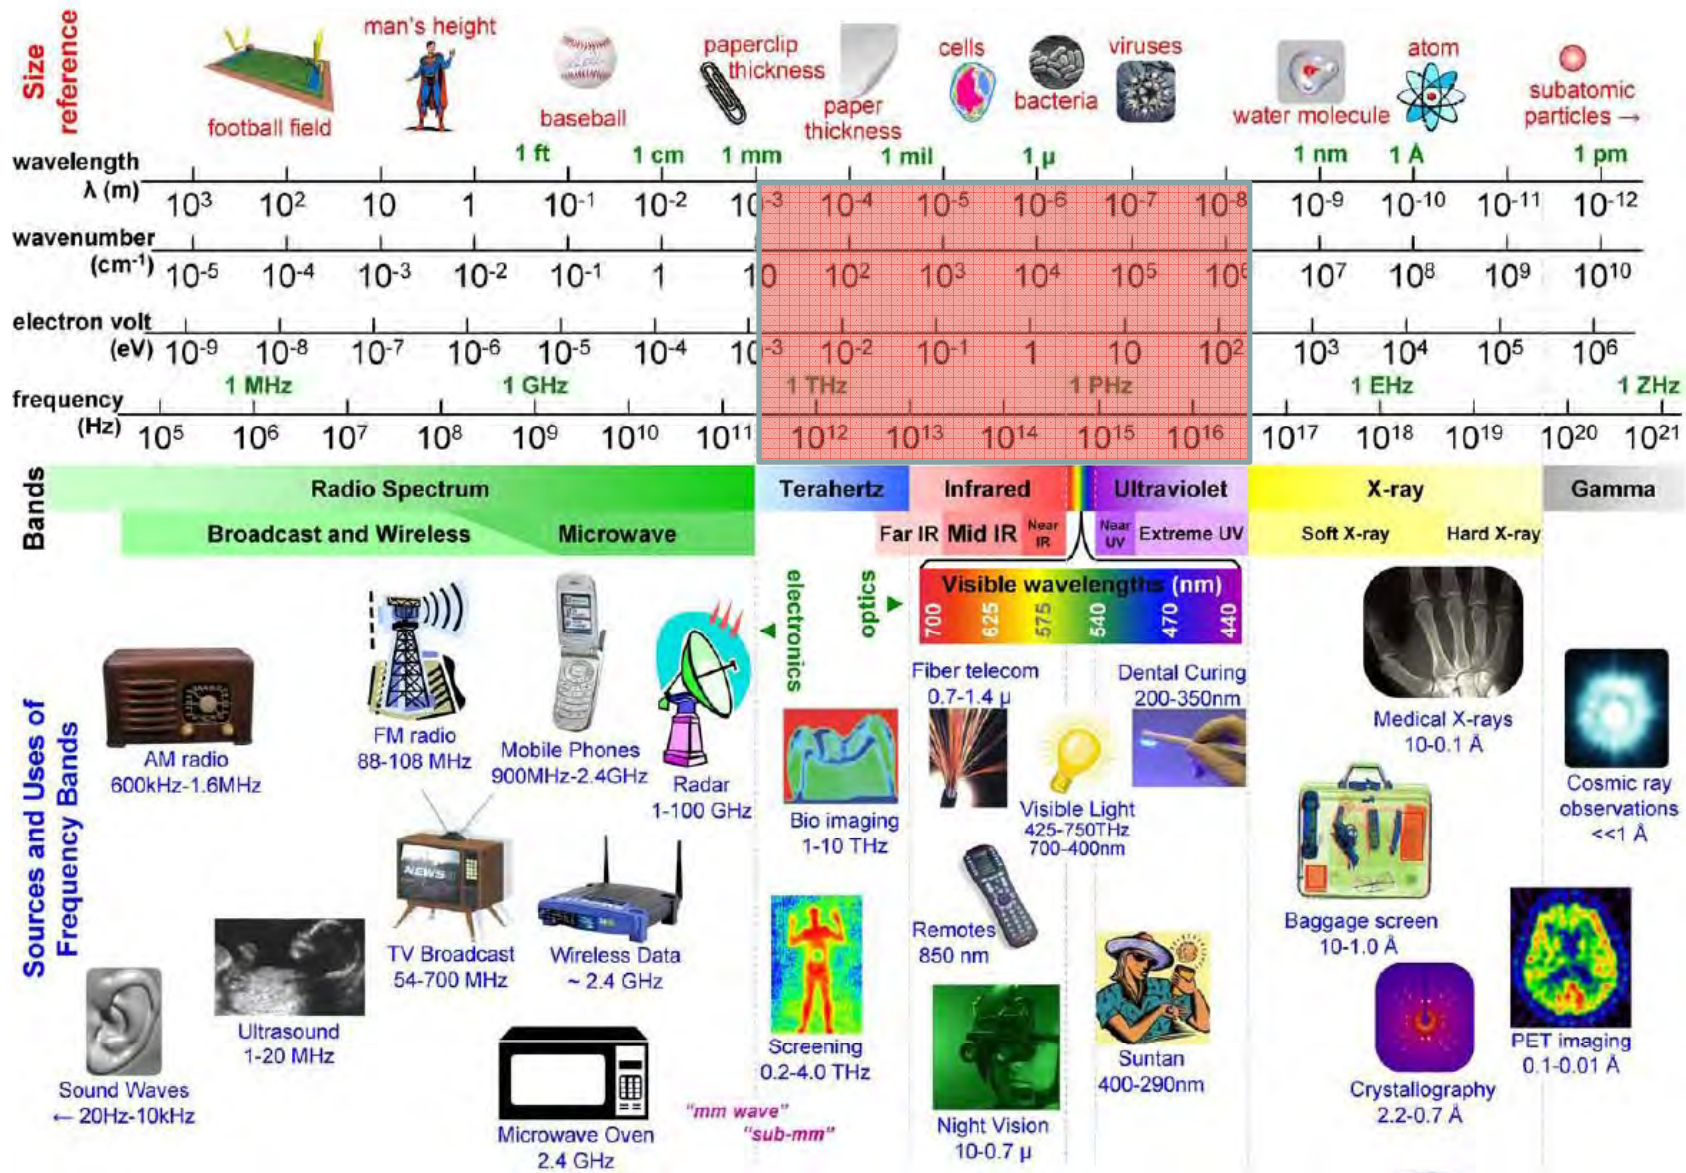 Size
reference
football field
man's height
baseball
paperclip
thickness
paper
thickness
cells
bacteria
viruses
water molecule
atom
subatomic
particles →
1 ft 1 cm 1 mm 1 mil 1 μ 1 nm 1 Å 1 pm
wavelength
λ (m)
10³ 10² 10 1 10⁻¹ 10⁻² 10⁻³ 10⁻⁴ 10⁻⁵ 10⁻⁶ 10⁻⁷ 10⁻⁸ 10⁻⁹ 10⁻¹⁰ 10⁻¹¹ 10⁻¹²
wavenumber
(cm⁻¹)
10⁻⁵ 10⁻⁴ 10⁻³ 10⁻² 10⁻¹ 1 10 10² 10³ 10⁴ 10⁵ 10⁶ 10⁷ 10⁸ 10⁹ 10¹⁰
electron volt
(eV)
10⁻⁹ 10⁻⁸ 10⁻⁷ 10⁻⁶ 10⁻⁵ 10⁻⁴ 10⁻³ 10⁻² 10⁻¹ 1 10 10² 10³ 10⁴ 10⁵ 10⁶
1 MHz 1 GHz 1 THz 1 PHz 1 EHz 1 ZHz
frequency
(Hz)
10⁵ 10⁶ 10⁷ 10⁸ 10⁹ 10¹⁰ 10¹¹ 10¹² 10¹³ 10¹⁴ 10¹⁵ 10¹⁶ 10¹⁷ 10¹⁸ 10¹⁹ 10²⁰ 10²¹
Bands
Radio Spectrum Terahertz Infrared Ultraviolet X-ray Gamma
Broadcast and Wireless Microwave Far IR Mid IR Near
IR
Near
UV
Extreme UV Soft X-ray Hard X-ray
electronics
optics
Visible wavelengths (nm)
700 625 575 540 470 440
Sources and Uses of
Frequency Bands
AM radio
600kHz-1.6MHz
FM radio
88-108 MHz
Mobile Phones
900MHz-2.4GHz
Radar
1-100 GHz
Bio imaging
1-10 THz
Fiber telecom
0.7-1.4 μ
Visible Light
425-750THz
700-400nm
Dental Curing
200-350nm
Medical X-rays
10-0.1 Å
Cosmic ray
observations
<<1 Å
NEWS
TV Broadcast
54-700 MHz
Wireless Data
~ 2.4 GHz
Remotes
850 nm
Baggage screen
10-1.0 Å
Ultrasound
1-20 MHz
Screening
0.2-4.0 THz
Suntan
400-290nm
PET imaging
0.1-0.01 Å
Sound Waves
← 20Hz-10kHz
Microwave Oven
2.4 GHz
"mm wave"
"sub-mm"
Night Vision
10-0.7 μ
Crystallography
2.2-0.7 Å